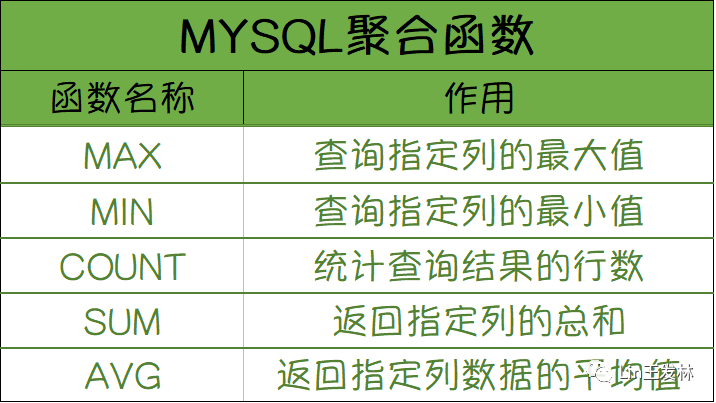 MYSQL聚合函数
函数名称 作用
MAX 查询指定列的最大值
MIN 查询指定列的最小值
COUNT 统计查询结果的行数
SUM 返回指定列的总和
AVG 返回指定列数据的平均值
Lin王发林